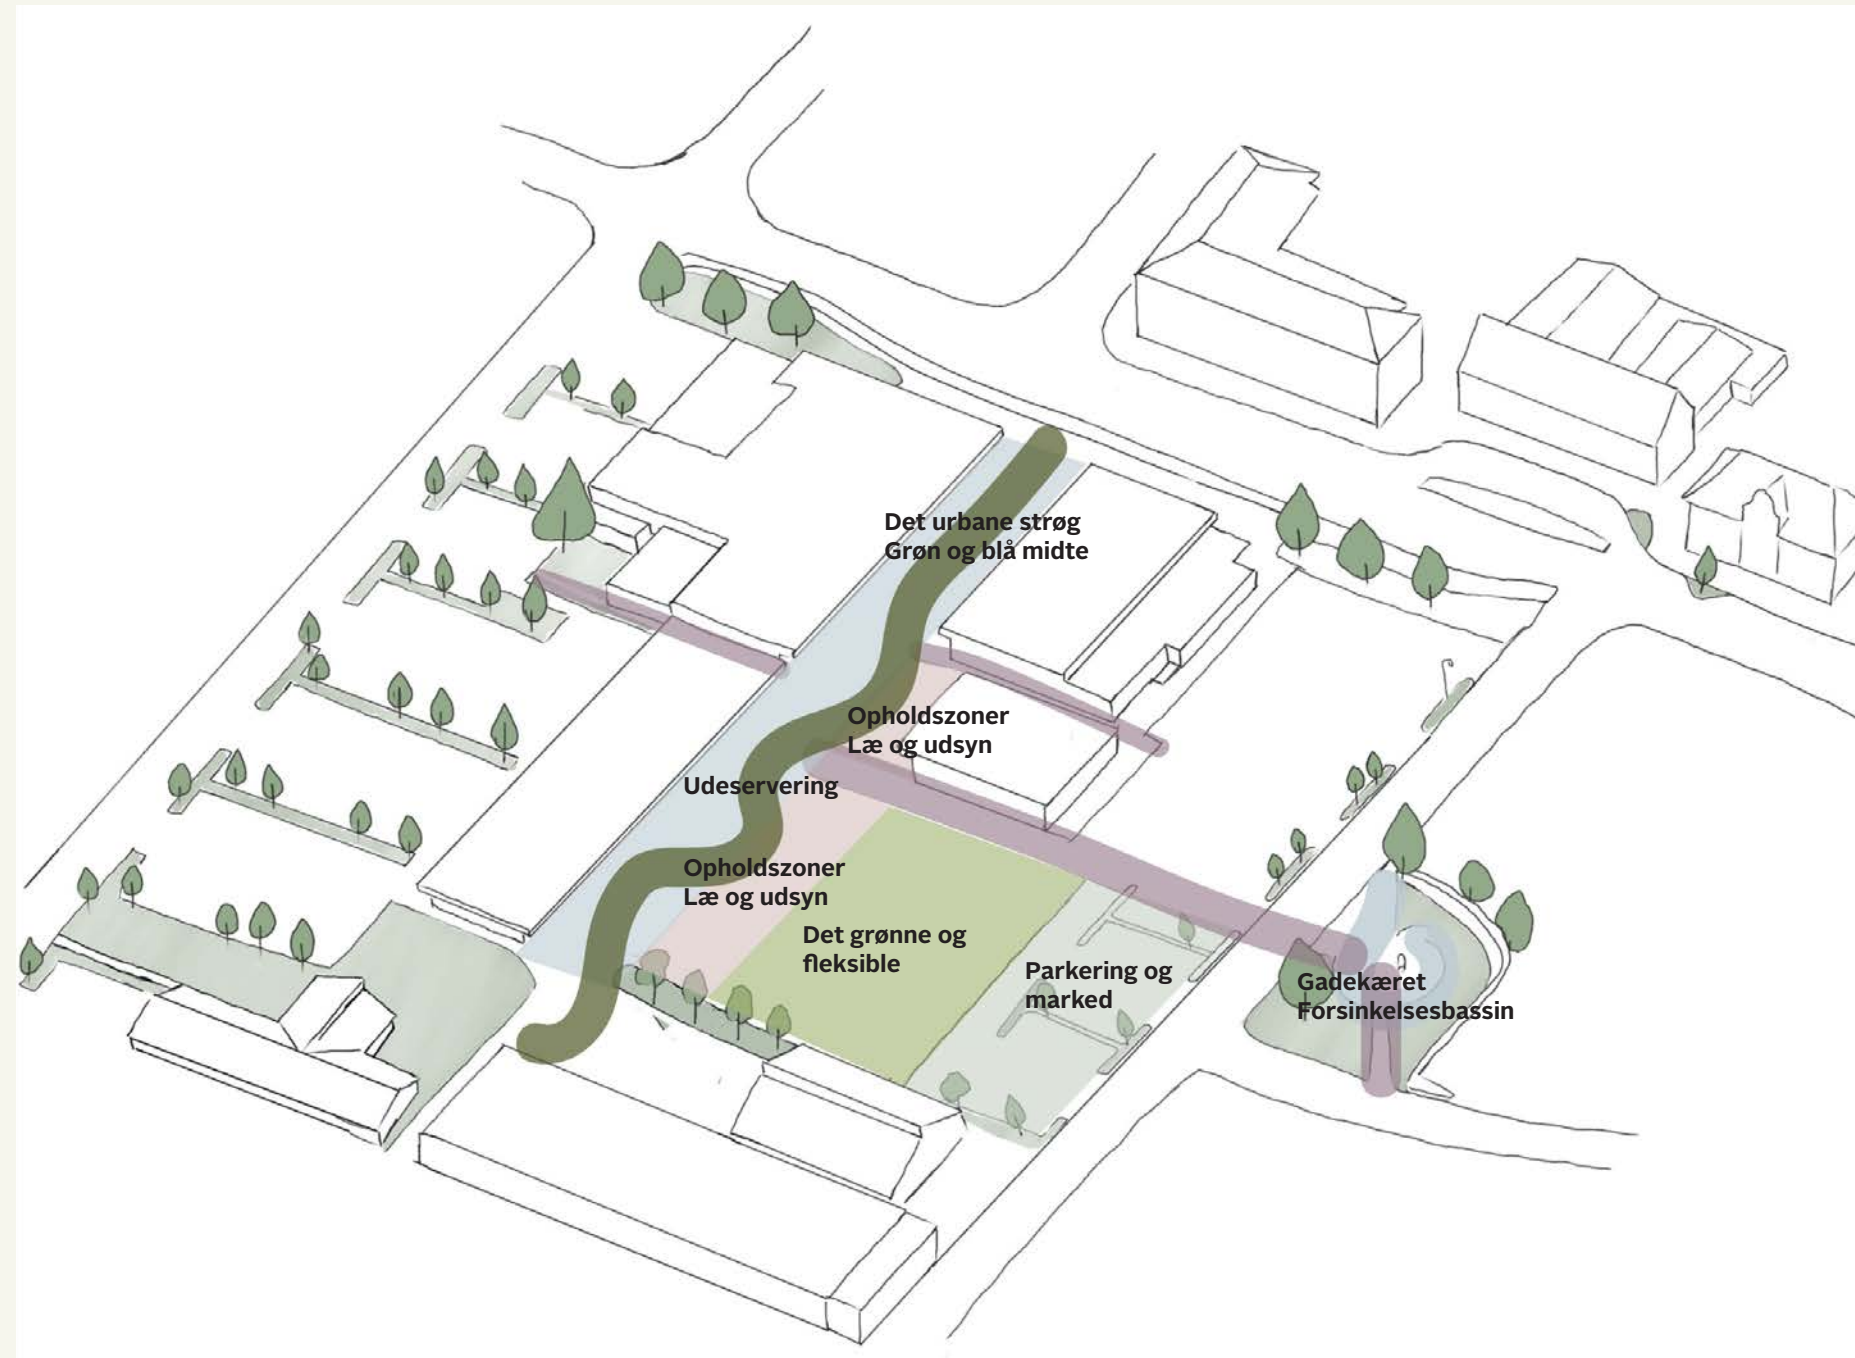 Det urbane strøg
Grøn og blå midte
Opholdszoner
Læ og udsyn
Udeservering
Opholdszoner
Læ og udsyn
Det grønne og
fleksible
Parkering og
marked
Gadekæret
Forsinkelsesbassin